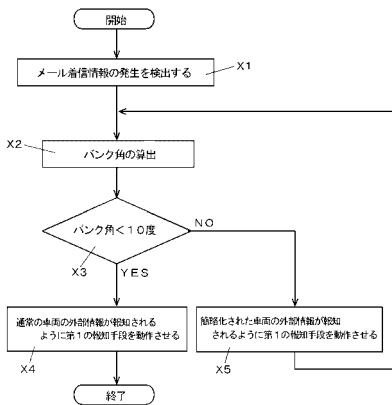 開始
メール着信情報の発生を検出する
X1
X2
バンク角の算出
バンク角＜１０度
NO
X3
YES
通常の車両の外部情報が報知される
ように第１の報知手段を動作させる
簡略化された車両の外部情報が報知
されるように第１の報知手段を動作させる
X4
X5
終了